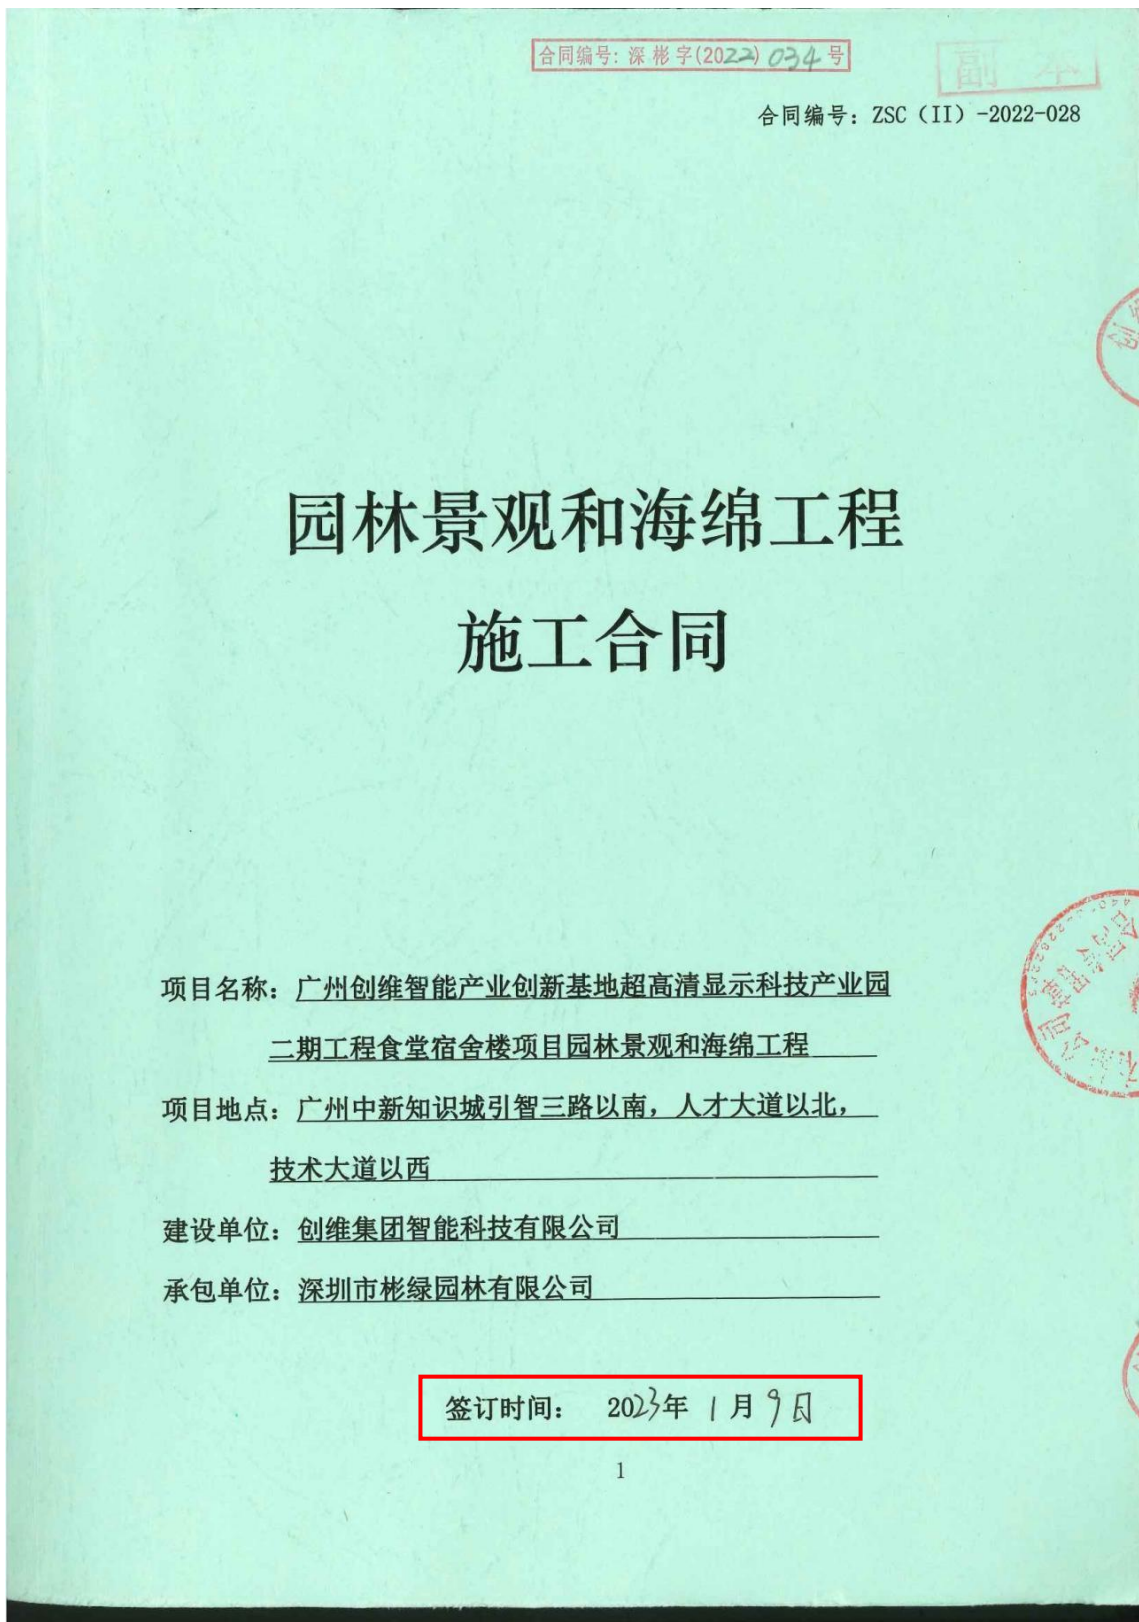 合同编号: 深彬字(2022) 034号
副 本
合同编号：ZSC（II）-2022-028
园林景观和海绵工程
施工合同
项目名称：广州创维智能产业创新基地超高清显示科技产业园
二期工程食堂宿舍楼项目园林景观和海绵工程
项目地点：广州中新知识城引智三路以南，人才大道以北，
技术大道以西
建设单位：创维集团智能科技有限公司
承包单位：深圳市彬绿园林有限公司
签订时间： 2023年 1月 9日
1